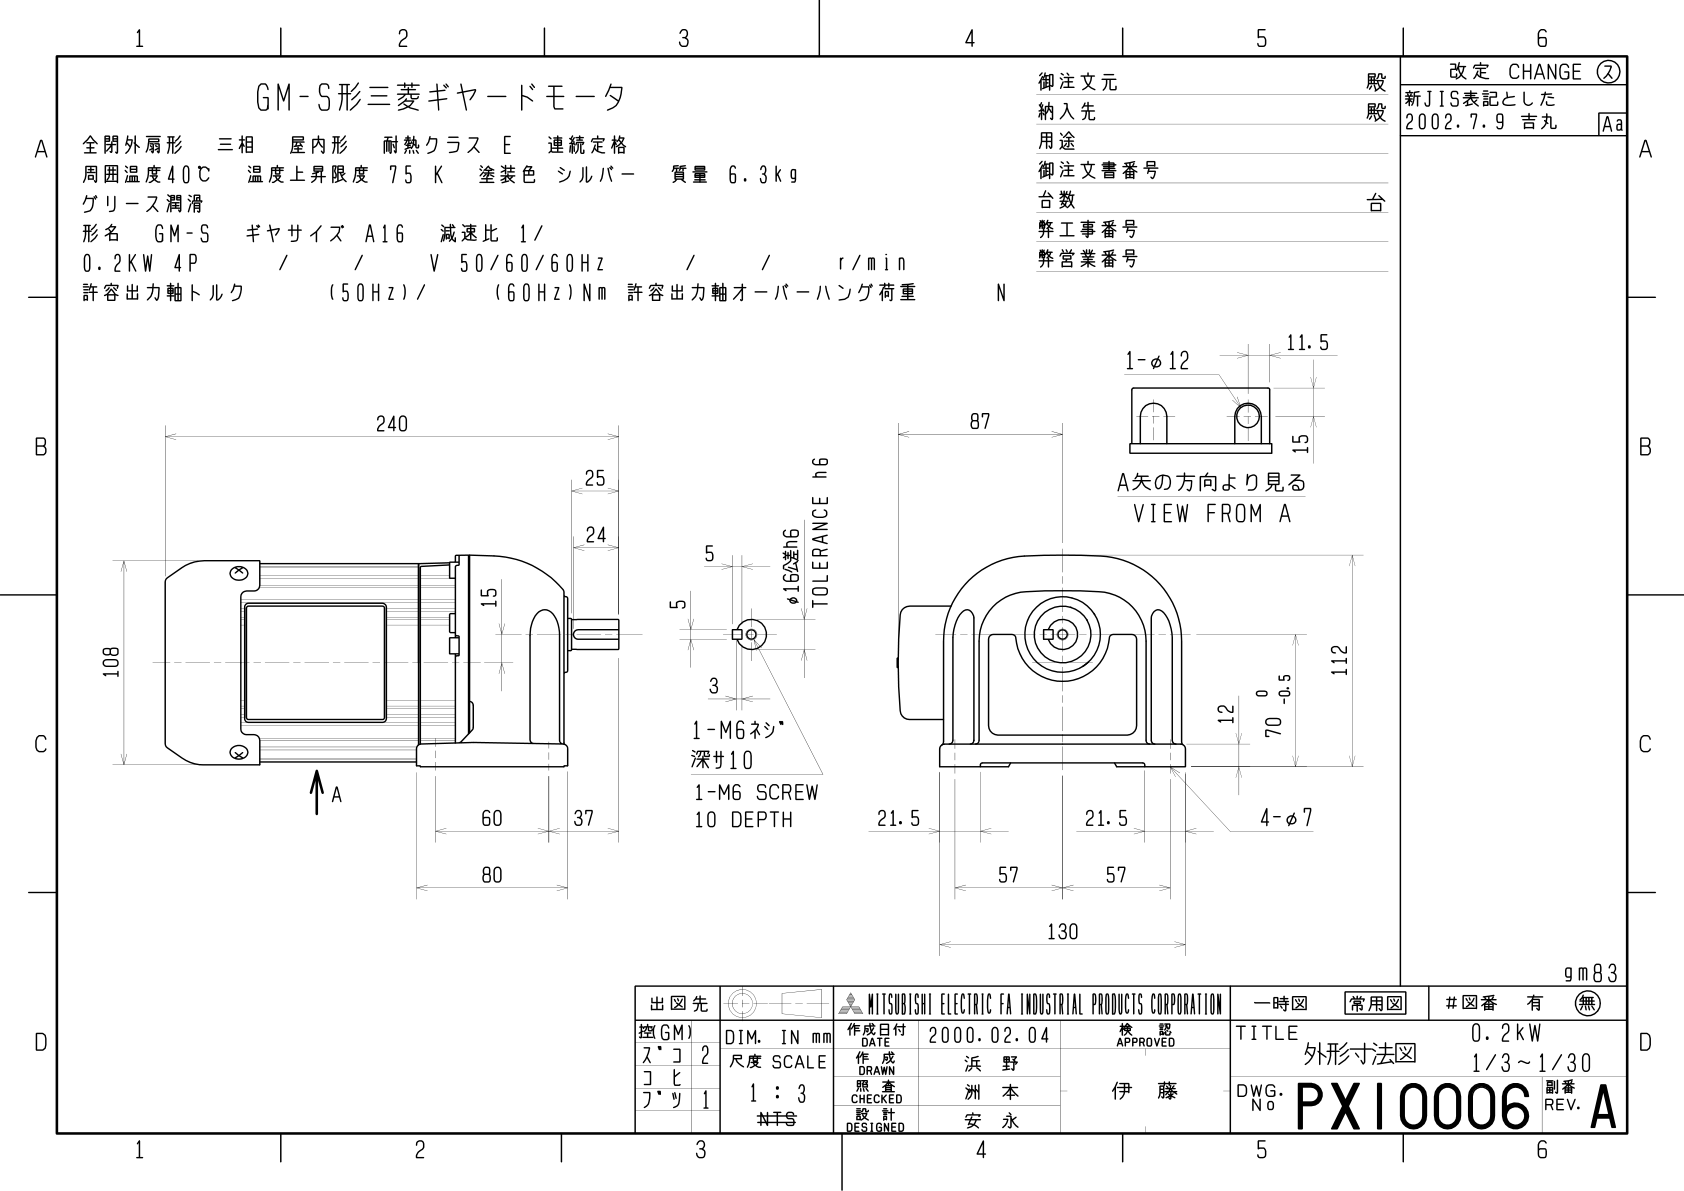 1 2 3 4 5 6
A
B
C
D
A
B
C
D
1 2 3 4 5 6
GM-S形三菱ギヤードモータ
全閉外扇形 三相 屋内形 耐熱クラス E 連続定格
周囲温度40℃ 温度上昇限度 75 K 塗装色 シルバー 質量 6.3kg
グリース潤滑
形名 GM-S ギヤサイズ A16 減速比 1/
0.2KW 4P / / V 50/60/60Hz / / r/min
許容出力軸トルク (50Hz)/ (60Hz)Nm 許容出力軸オーバーハング荷重 N
御注文元 殿
納入先 殿
用途
御注文書番号
台数 台
弊工事番号
弊営業番号
改定 CHANGE ス
新JIS表記とした
2002.7.9 吉丸 Aa
1-φ12
11.5
15
A矢の方向より見る
VIEW FROM A
240
25
24
15
108
A
60
37
80
5
5
3
φ16公差h6
TOLERANCE h6
1-M6ネジ
深サ10
1-M6 SCREW
10 DEPTH
87
12
70 0 -0.5
112
21.5
21.5
4-φ7
57
57
130
gm83
出図先
控(GM)
ズコ 2
コヒ
ブツ 1
DIM. IN mm
尺度 SCALE
1 : 3
NTS
MITSUBISHI ELECTRIC FA INDUSTRIAL PRODUCTS CORPORATION
作成日付 DATE 2000.02.04
作成 DRAWN 浜野
照査 CHECKED 洲本
設計 DESIGNED 安永
検認 APPROVED
伊藤
一時図 常用図 #図番 有 無
TITLE 0.2kW
外形寸法図 1/3~1/30
DWG. No PXI0006 副番 REV. A